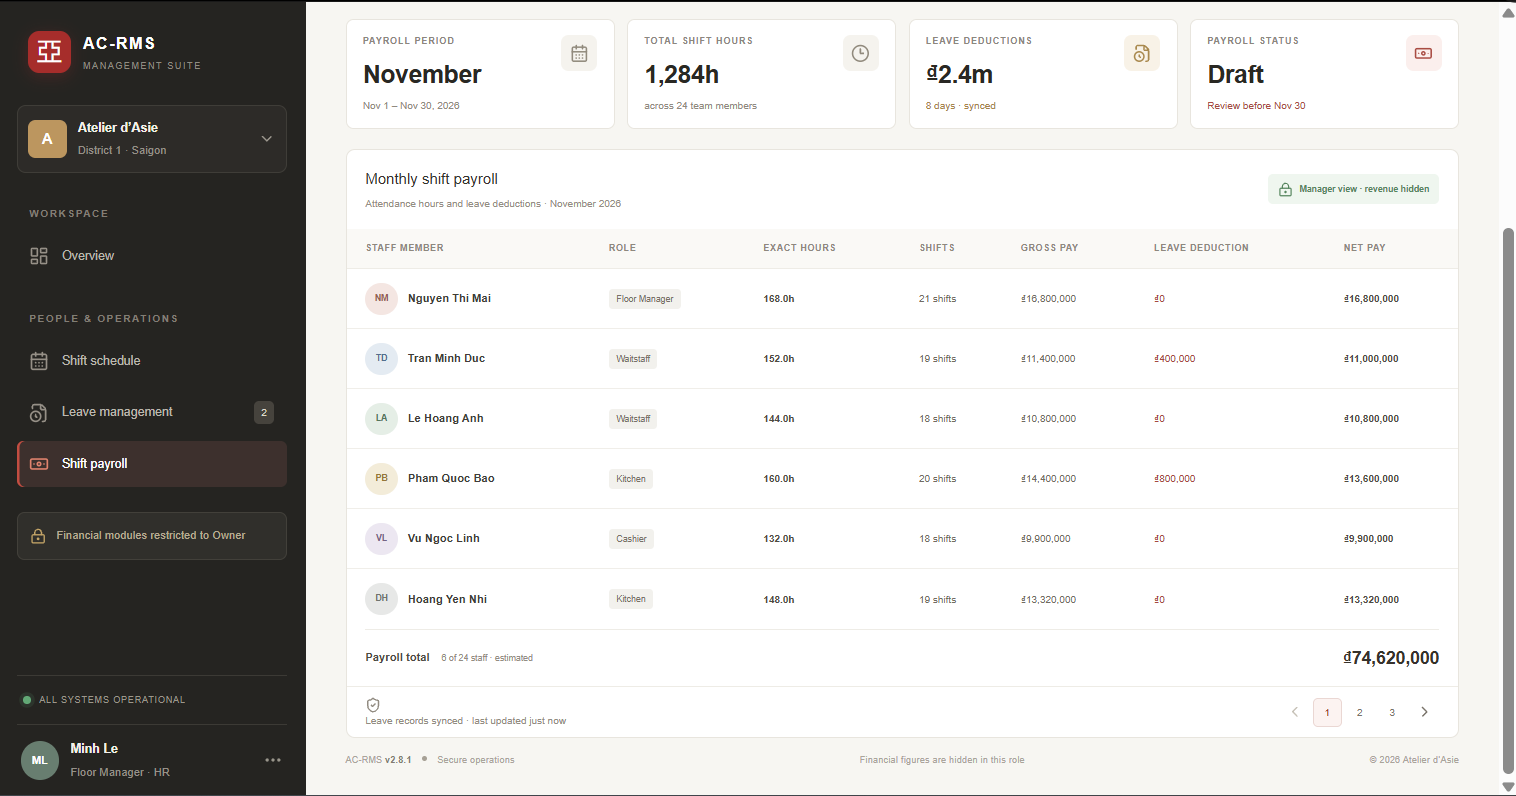 AC-RMS
MANAGEMENT SUITE
A
Atelier d'Asie
District 1 · Saigon
WORKSPACE
Overview
PEOPLE & OPERATIONS
Shift schedule
Leave management 2
Shift payroll
Financial modules restricted to Owner
ALL SYSTEMS OPERATIONAL
ML
Minh Le
Floor Manager · HR
PAYROLL PERIOD
November
Nov 1 – Nov 30, 2026
TOTAL SHIFT HOURS
1,284h
across 24 team members
LEAVE DEDUCTIONS
₫2.4m
8 days · synced
PAYROLL STATUS
Draft
Review before Nov 30
Monthly shift payroll
Attendance hours and leave deductions · November 2026
Manager view · revenue hidden
STAFF MEMBER ROLE EXACT HOURS SHIFTS GROSS PAY LEAVE DEDUCTION NET PAY
NM Nguyen Thi Mai Floor Manager 168.0h 21 shifts ₫16,800,000 ₫0 ₫16,800,000
TD Tran Minh Duc Waitstaff 152.0h 19 shifts ₫11,400,000 ₫400,000 ₫11,000,000
LA Le Hoang Anh Waitstaff 144.0h 18 shifts ₫10,800,000 ₫0 ₫10,800,000
PB Pham Quoc Bao Kitchen 160.0h 20 shifts ₫14,400,000 ₫800,000 ₫13,600,000
VL Vu Ngoc Linh Cashier 132.0h 18 shifts ₫9,900,000 ₫0 ₫9,900,000
DH Hoang Yen Nhi Kitchen 148.0h 19 shifts ₫13,320,000 ₫0 ₫13,320,000
Payroll total 6 of 24 staff · estimated ₫74,620,000
Leave records synced · last updated just now
1 2 3
AC-RMS v2.8.1 Secure operations Financial figures are hidden in this role © 2026 Atelier d'Asie